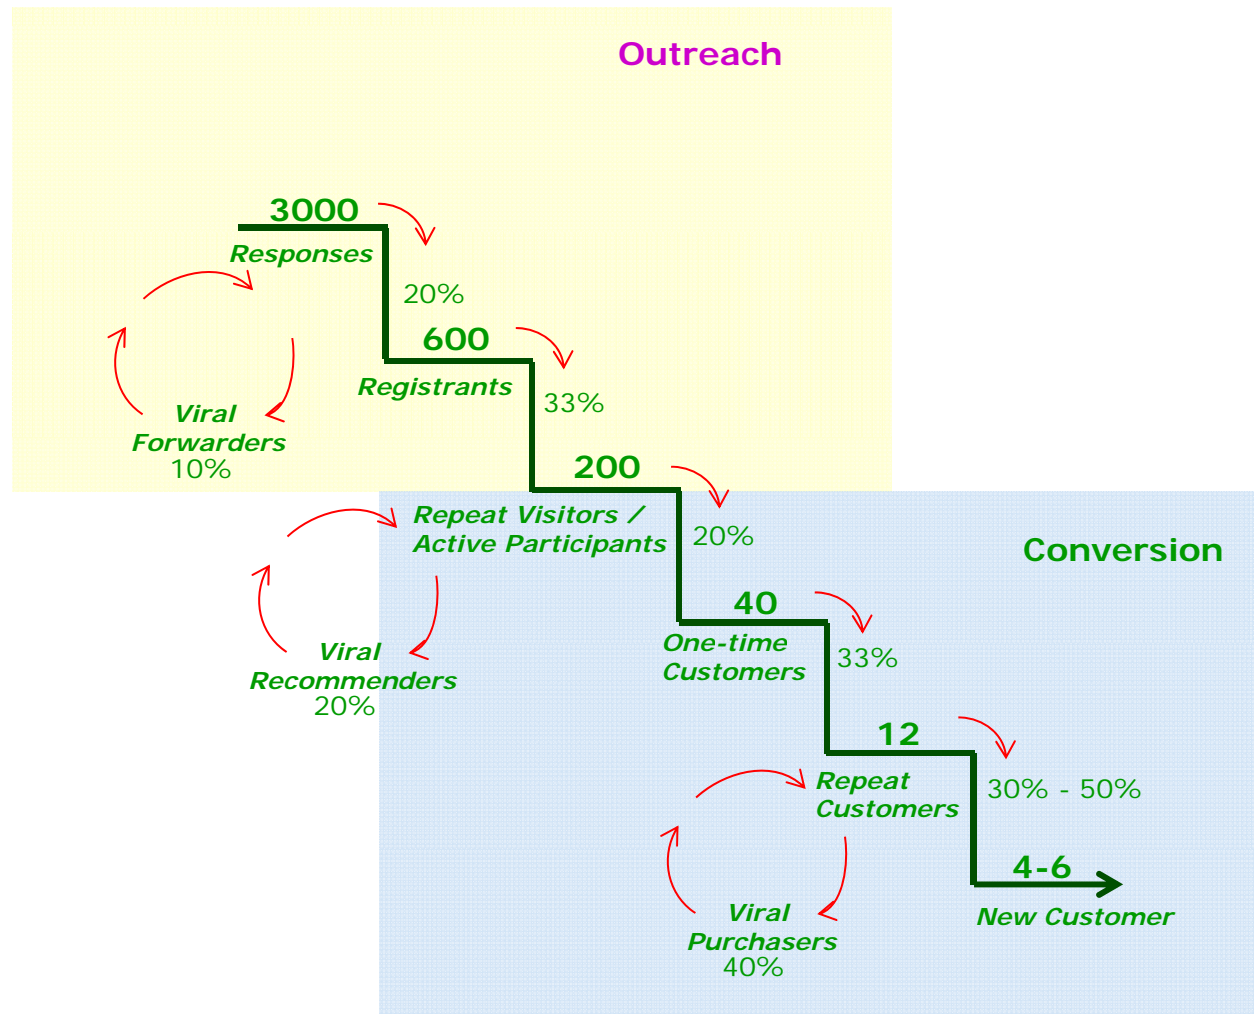 Outreach
3000
Responses
20%
600
Registrants
33%
Viral
Forwarders
10%
200
Repeat Visitors /
Active Participants
20%
Conversion
40
One-time
Customers
33%
Viral
Recommenders
20%
12
Repeat
Customers
30% - 50%
4-6
New Customer
Viral
Purchasers
40%